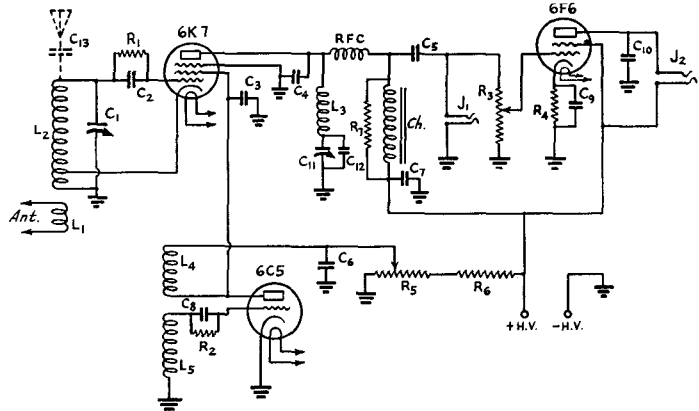 C13
R1
6K7
RFC
C5
6F6
C10
J2
C2
C3
C4
C1
L2
L3
R7
Ch.
J1
R3
R4
C9
C11
C12
C7
Ant.
L1
L4
C6
6C5
R5
R6
C8
R2
L5
+H.V.
-H.V.